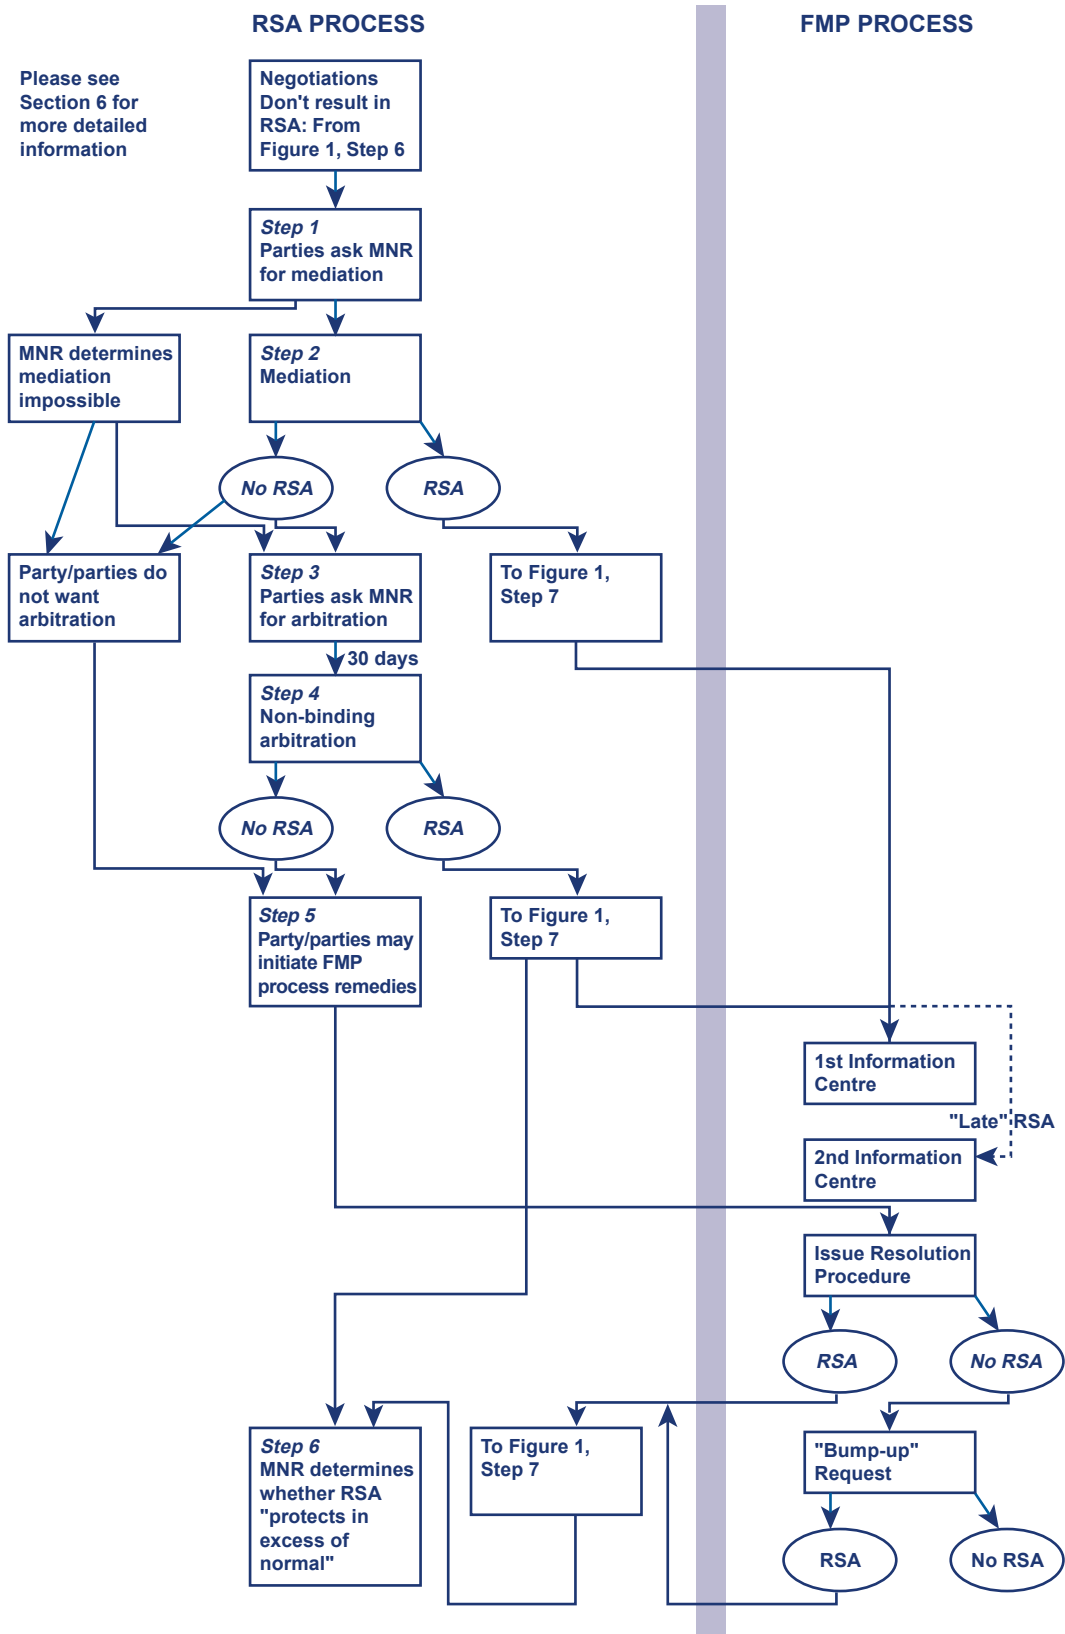 RSA PROCESS
FMP PROCESS
Please see
Section 6 for
more detailed
information
Negotiations
Don't result in
RSA: From
Figure 1, Step 6
Step 1
Parties ask MNR
for mediation
MNR determines
mediation
impossible
Step 2
Mediation
No RSA
RSA
Party/parties do
not want
arbitration
Step 3
Parties ask MNR
for arbitration
To Figure 1,
Step 7
30 days
Step 4
Non-binding
arbitration
No RSA
RSA
Step 5
Party/parties may
initiate FMP
process remedies
To Figure 1,
Step 7
1st Information
Centre
"Late" RSA
2nd Information
Centre
Issue Resolution
Procedure
RSA
No RSA
Step 6
MNR determines
whether RSA
"protects in
excess of
normal"
To Figure 1,
Step 7
"Bump-up"
Request
RSA
No RSA